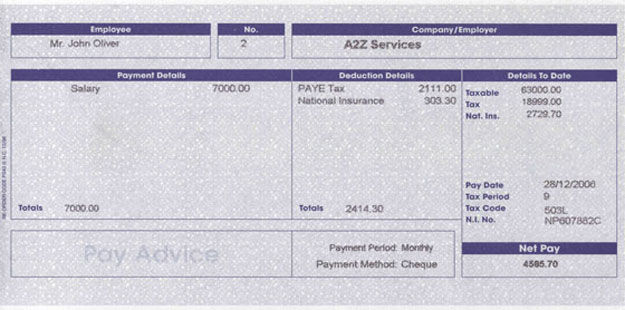 Employee No. Company/Employer
Mr. John Oliver 2 A2Z Services
Payment Details Deduction Details Details To Date
Salary 7000.00 PAYE Tax 2111.00 Taxable 63000.00
National Insurance 303.30 Tax 18999.00
Nat. Ins. 2729.70
Pay Date 28/12/2006
Tax Period 9
Totals 7000.00 Totals 2414.30 Tax Code 503L
N.I. No. NP607882C
Pay Advice Payment Period: Monthly Net Pay
Payment Method: Cheque 4585.70